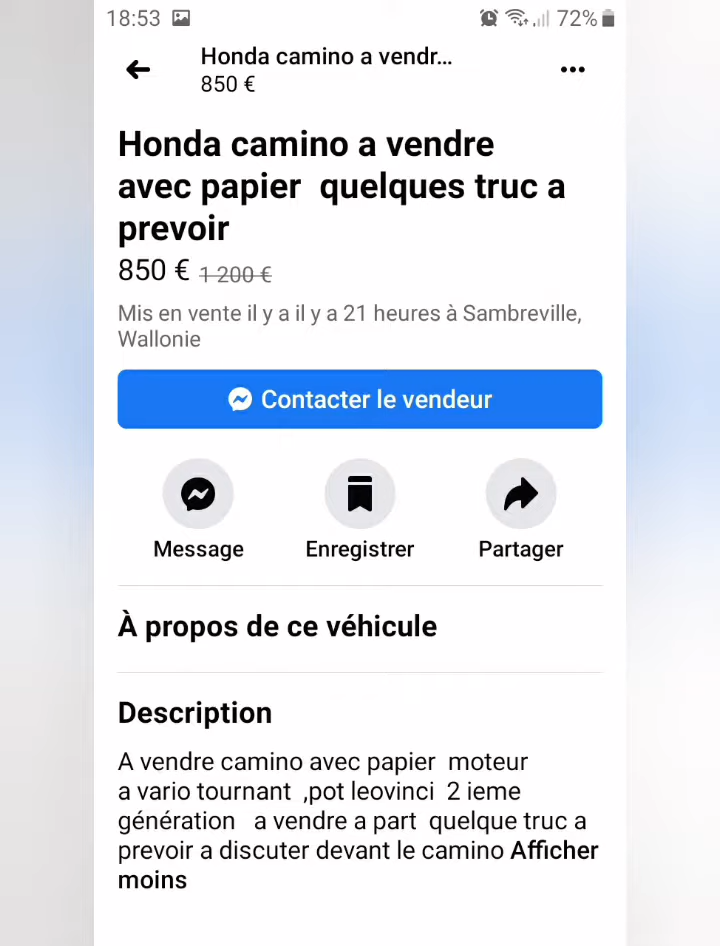 18:53 72%
Honda camino a vendr...
850 €
Honda camino a vendre
avec papier quelques truc a
prevoir
850 € 1 200 €
Mis en vente il y a il y a 21 heures à Sambreville,
Wallonie
Contacter le vendeur
Message Enregistrer Partager
À propos de ce véhicule
Description
A vendre camino avec papier moteur
a vario tournant ,pot leovinci 2 ieme
génération a vendre a part quelque truc a
prevoir a discuter devant le camino Afficher
moins